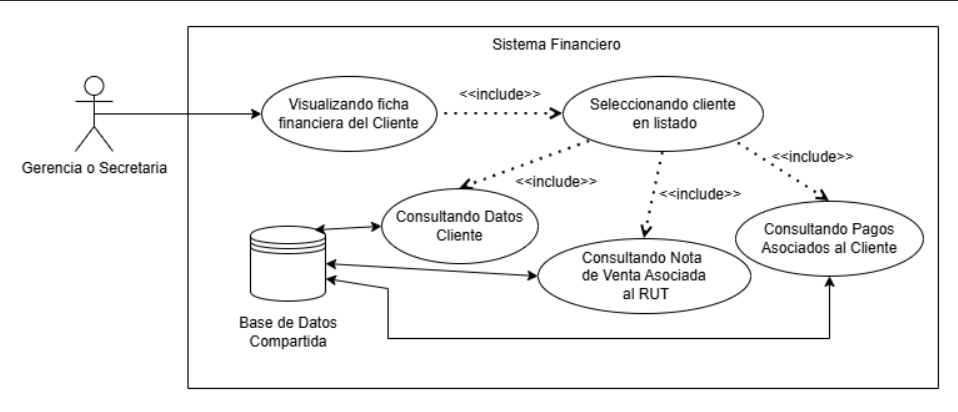 Sistema Financiero
Visualizando ficha
financiera del Cliente
<<include>>
Seleccionando cliente
en listado
Gerencia o Secretaria
<<include>>
<<include>>
<<include>>
Consultando Datos
Cliente
Consultando Nota
de Venta Asociada
al RUT
Consultando Pagos
Asociados al Cliente
Base de Datos
Compartida